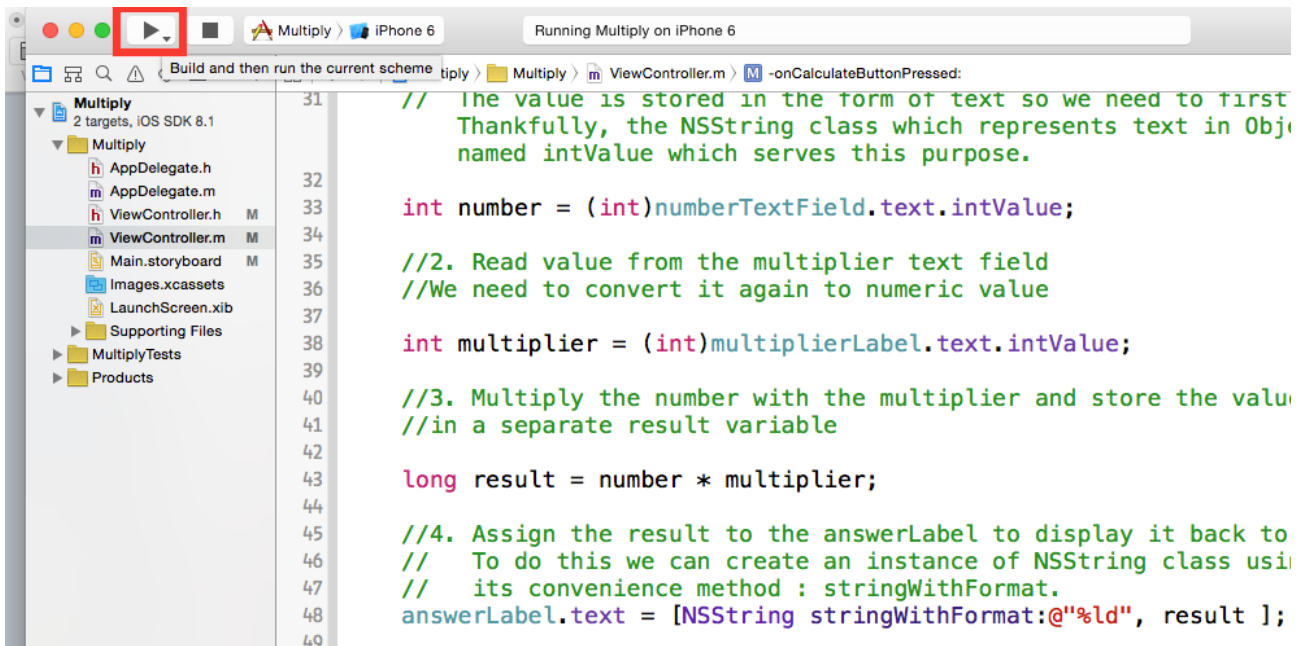 Multiply 〉 iPhone 6
Running Multiply on iPhone 6
Build and then run the current scheme
Multiply 〉 m ViewController.m 〉 M -onCalculateButtonPressed:
Multiply
2 targets, iOS SDK 8.1
Multiply
h AppDelegate.h
m AppDelegate.m
h ViewController.h M
m ViewController.m M
Main.storyboard M
Images.xcassets
LaunchScreen.xib
Supporting Files
MultiplyTests
Products
31 // The value is stored in the form of text so we need to first
Thankfully, the NSString class which represents text in Obje
named intValue which serves this purpose.
32
33 int number = (int)numberTextField.text.intValue;
34
35 //2. Read value from the multiplier text field
36 //We need to convert it again to numeric value
37
38 int multiplier = (int)multiplierLabel.text.intValue;
39
40 //3. Multiply the number with the multiplier and store the valu
41 //in a separate result variable
42
43 long result = number * multiplier;
44
45 //4. Assign the result to the answerLabel to display it back to
46 // To do this we can create an instance of NSString class usi
47 // its convenience method : stringWithFormat.
48 answerLabel.text = [NSString stringWithFormat:@"%ld", result ];
49